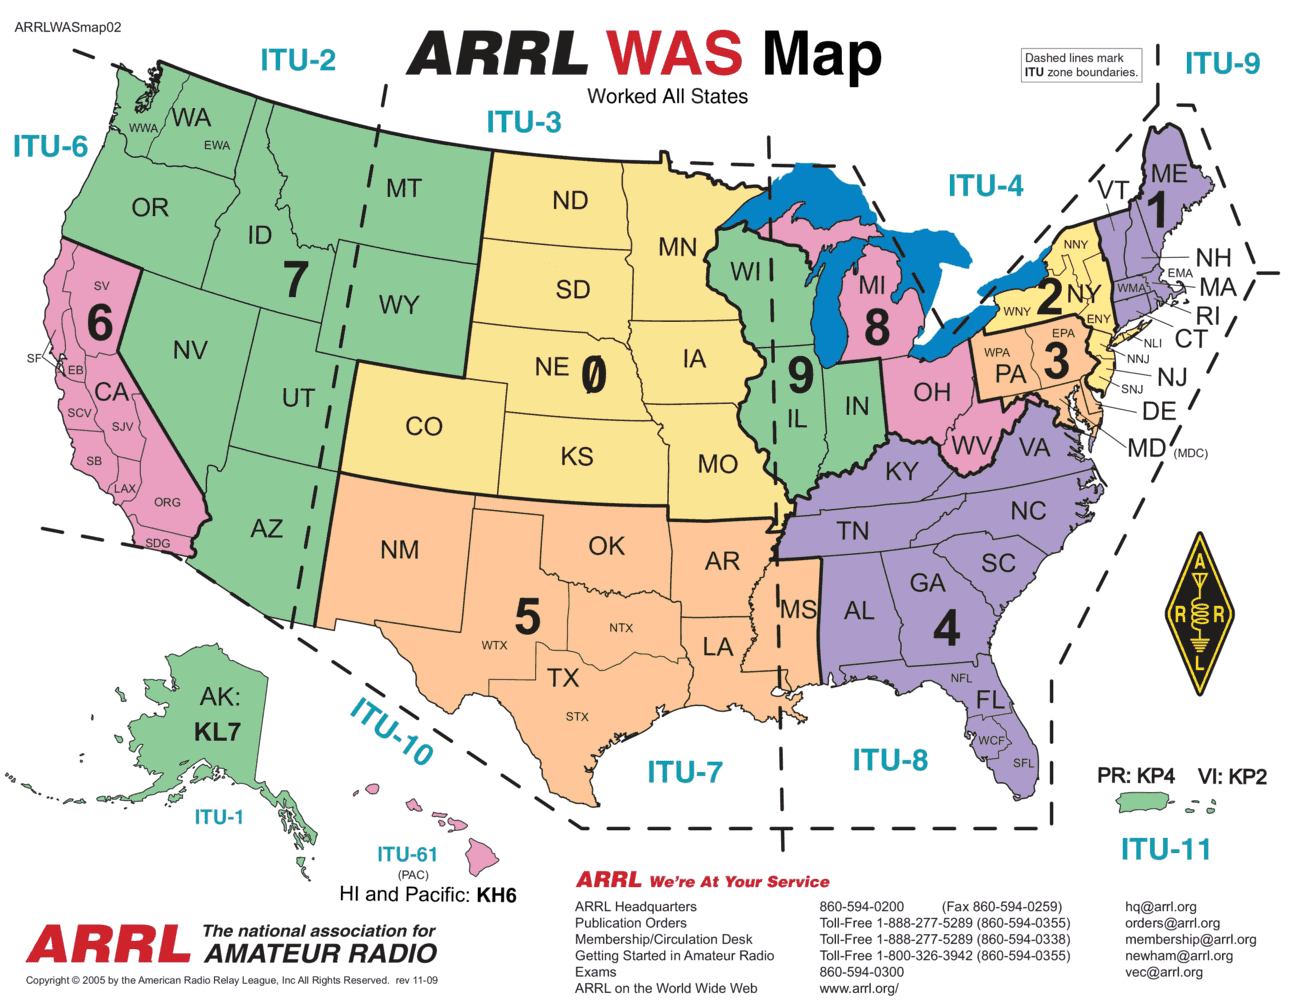 ARRLWASmap02
ARRL WAS Map
Worked All States
Dashed lines mark
ITU zone boundaries.
ITU-2
ITU-9
ITU-3
ITU-6
ITU-4
WA
WWA
EWA
MT
ME
VT
1
OR
ND
ID
MN
NNY
NH
WI
EMA
7
SV
MI
WMA
MA
SD
WY
2
NY
WNY
ENY
RI
6
8
CT
NV
SF
EB
NE
Ø
IA
9
EPA
WPA
3
PA
NLI
NNJ
NJ
SNJ
CA
UT
OH
IN
DE
SCV
SJV
CO
IL
WV
VA
MD (MDC)
SB
KS
MO
KY
LAX
ORG
NC
AZ
TN
SDG
NM
OK
AR
SC
GA
A
R R
L
MS
AL
5
4
NTX
WTX
LA
TX
NFL
FL
STX
AK:
KL7
ITU-10
WCF
SFL
ITU-7
ITU-8
PR: KP4
VI: KP2
ITU-1
ITU-61
(PAC)
HI and Pacific: KH6
ITU-11
ARRL We're At Your Service
ARRL Headquarters 860-594-0200 (Fax 860-594-0259) hq@arrl.org
Publication Orders Toll-Free 1-888-277-5289 (860-594-0355) orders@arrl.org
Membership/Circulation Desk Toll-Free 1-888-277-5289 (860-594-0338) membership@arrl.org
Getting Started in Amateur Radio Toll-Free 1-800-326-3942 (860-594-0355) newham@arrl.org
Exams 860-594-0300 vec@arrl.org
ARRL on the World Wide Web www.arrl.org/
ARRL The national association for
AMATEUR RADIO
Copyright © 2005 by the American Radio Relay League, Inc All Rights Reserved. rev 11-09